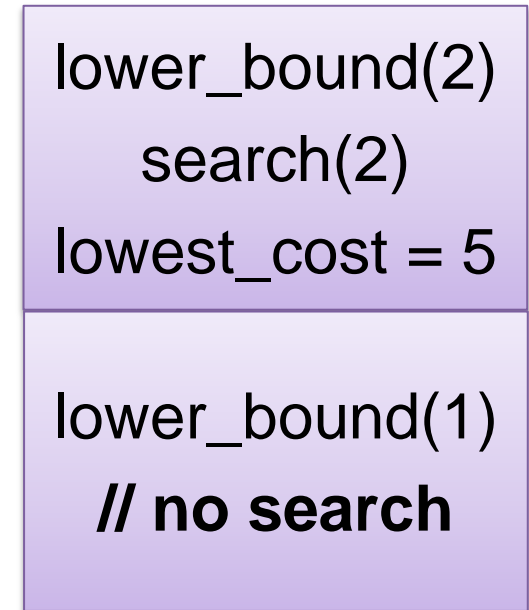 lower_bound(2)
search(2)
lowest_cost = 5
lower_bound(1)
// no search